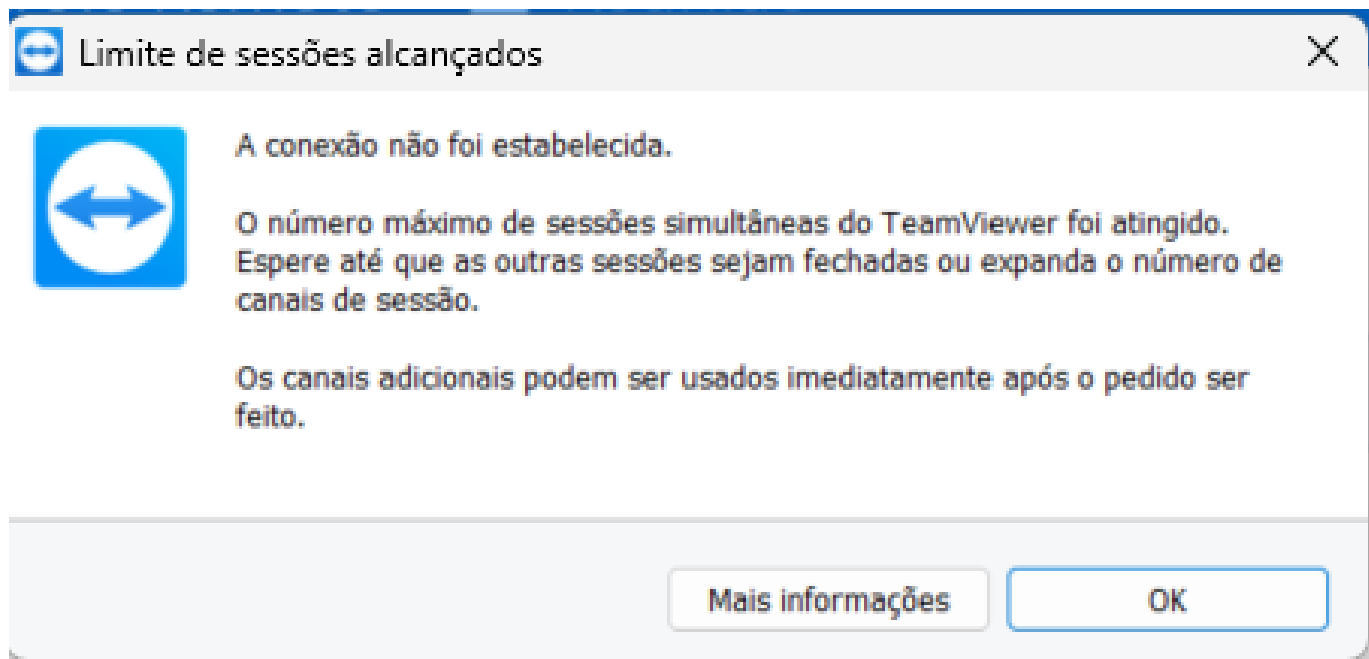 Limite de sessões alcançados
A conexão não foi estabelecida.
O número máximo de sessões simultâneas do TeamViewer foi atingido.
Espere até que as outras sessões sejam fechadas ou expanda o número de
canais de sessão.
Os canais adicionais podem ser usados imediatamente após o pedido ser
feito.
Mais informações
OK